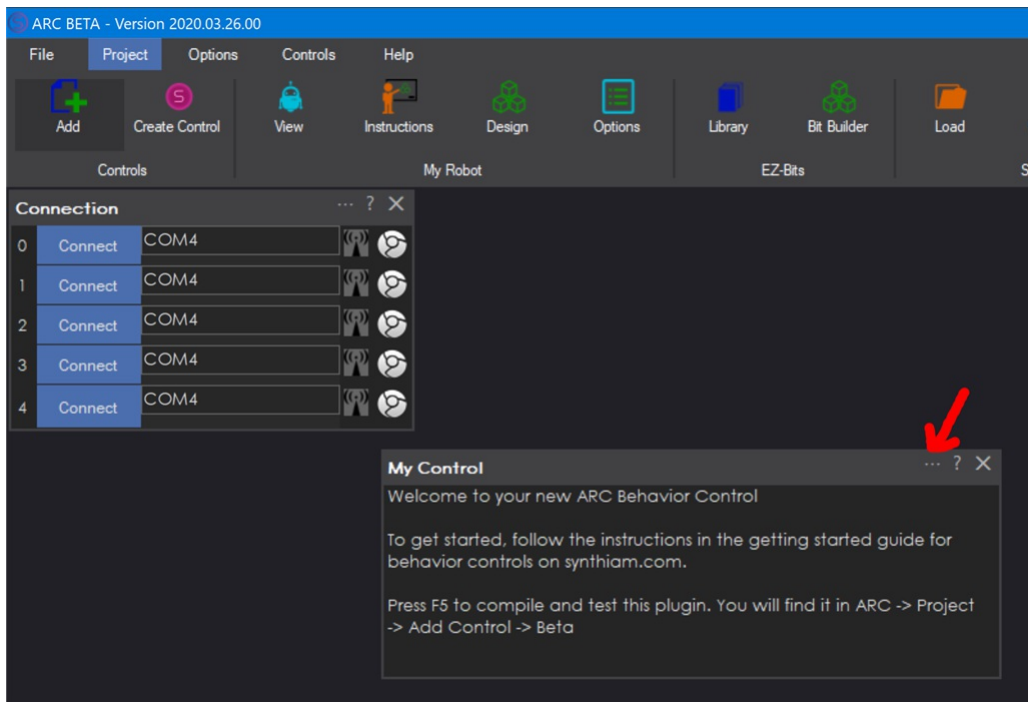 ARC BETA - Version 2020.03.26.00
File Project Options Controls Help
Add Create Control View Instructions Design Options Library Bit Builder Load
Controls My Robot EZ-Bits S
Connection ... ? X
0 Connect COM4
1 Connect COM4
2 Connect COM4
3 Connect COM4
4 Connect COM4
My Control ... ? X
Welcome to your new ARC Behavior Control
To get started, follow the instructions in the getting started guide for
behavior controls on synthiam.com.
Press F5 to compile and test this plugin. You will find it in ARC -> Project
-> Add Control -> Beta